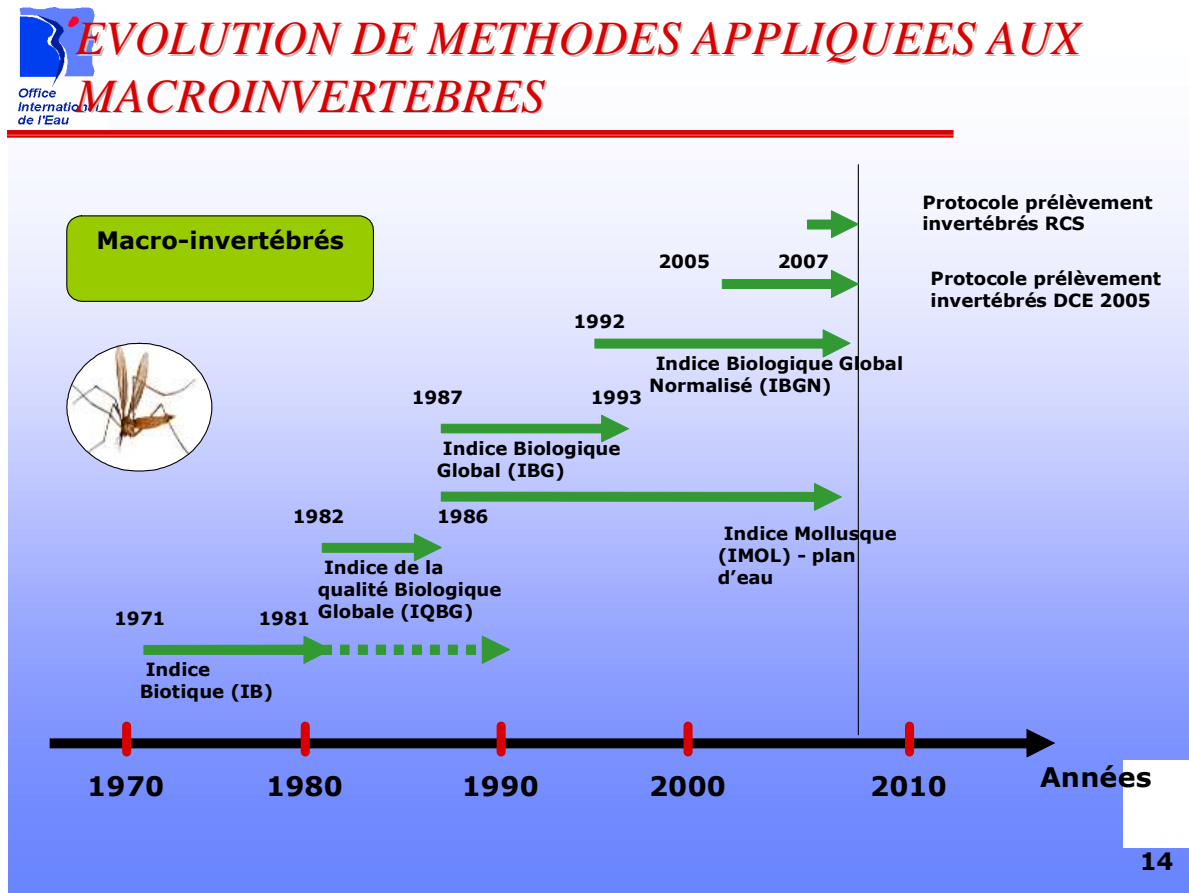 EVOLUTION DE METHODES APPLIQUEES AUX
MACROINVERTEBRES
Office
International
de l'Eau
Macro-invertébrés
Protocole prélèvement
invertébrés RCS
2005
2007
Protocole prélèvement
invertébrés DCE 2005
1992
Indice Biologique Global
Normalisé (IBGN)
1987
1993
Indice Biologique
Global (IBG)
1982
1986
Indice Mollusque
(IMOL) - plan
d’eau
Indice de la
qualité Biologique
Globale (IQBG)
1971
1981
Indice
Biotique (IB)
1970
1980
1990
2000
2010
Années
14